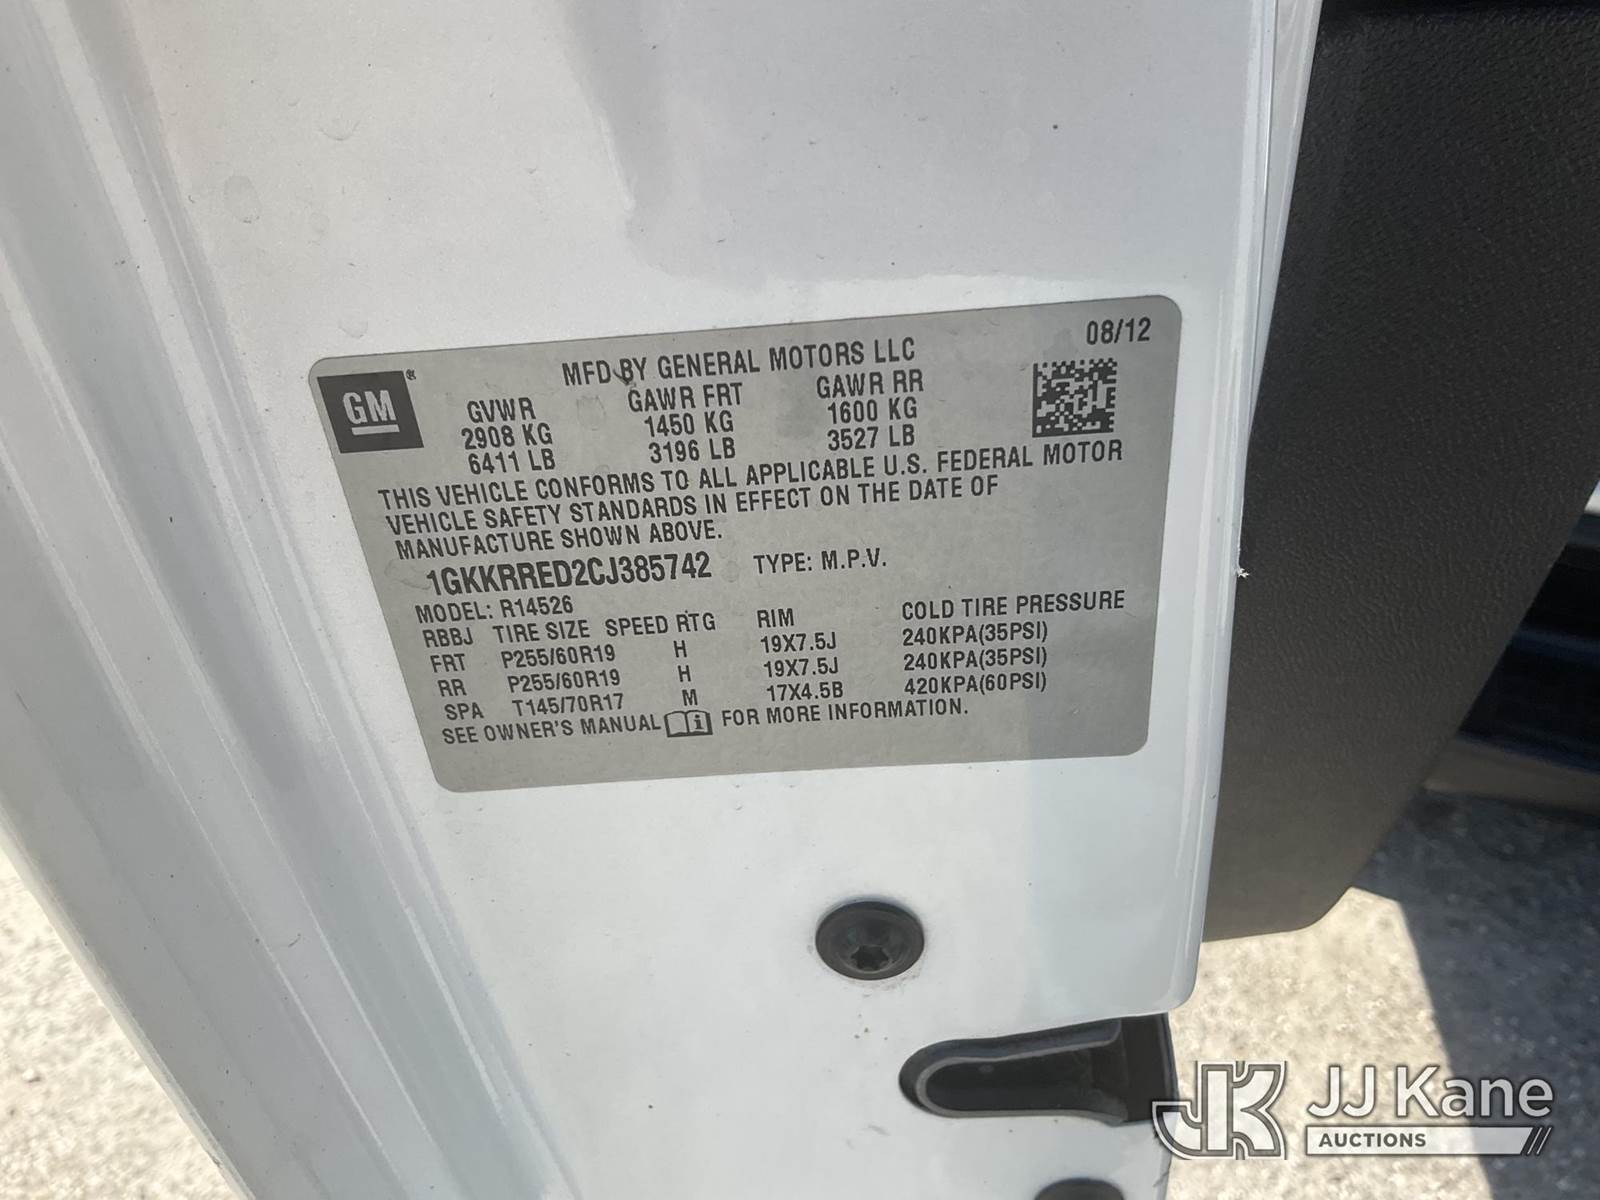 08/12
MFD BY GENERAL MOTORS LLC
GM ®
GVWR GAWR FRT GAWR RR
2908 KG 1450 KG 1600 KG
6411 LB 3196 LB 3527 LB
THIS VEHICLE CONFORMS TO ALL APPLICABLE U.S. FEDERAL MOTOR
VEHICLE SAFETY STANDARDS IN EFFECT ON THE DATE OF
MANUFACTURE SHOWN ABOVE.
1GKKRRED2CJ385742 TYPE: M.P.V.
MODEL: R14526
RBBJ TIRE SIZE SPEED RTG RIM COLD TIRE PRESSURE
FRT P255/60R19 H 19X7.5J 240KPA(35PSI)
RR P255/60R19 H 19X7.5J 240KPA(35PSI)
SPA T145/70R17 M 17X4.5B 420KPA(60PSI)
SEE OWNER'S MANUAL i FOR MORE INFORMATION.
JK JJ Kane
AUCTIONS